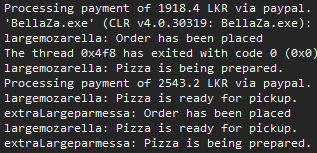 Processing payment of 1918.4 LKR via paypal.
'BellaZa.exe' (CLR v4.0.30319: BellaZa.exe):
largemozarella: Order has been placed
The thread 0x4f8 has exited with code 0 (0x0)
largemozarella: Pizza is being prepared.
Processing payment of 2543.2 LKR via paypal.
largemozarella: Pizza is ready for pickup.
extraLargeparmessa: Order has been placed
largemozarella: Pizza is ready for pickup.
extraLargeparmessa: Pizza is being prepared.